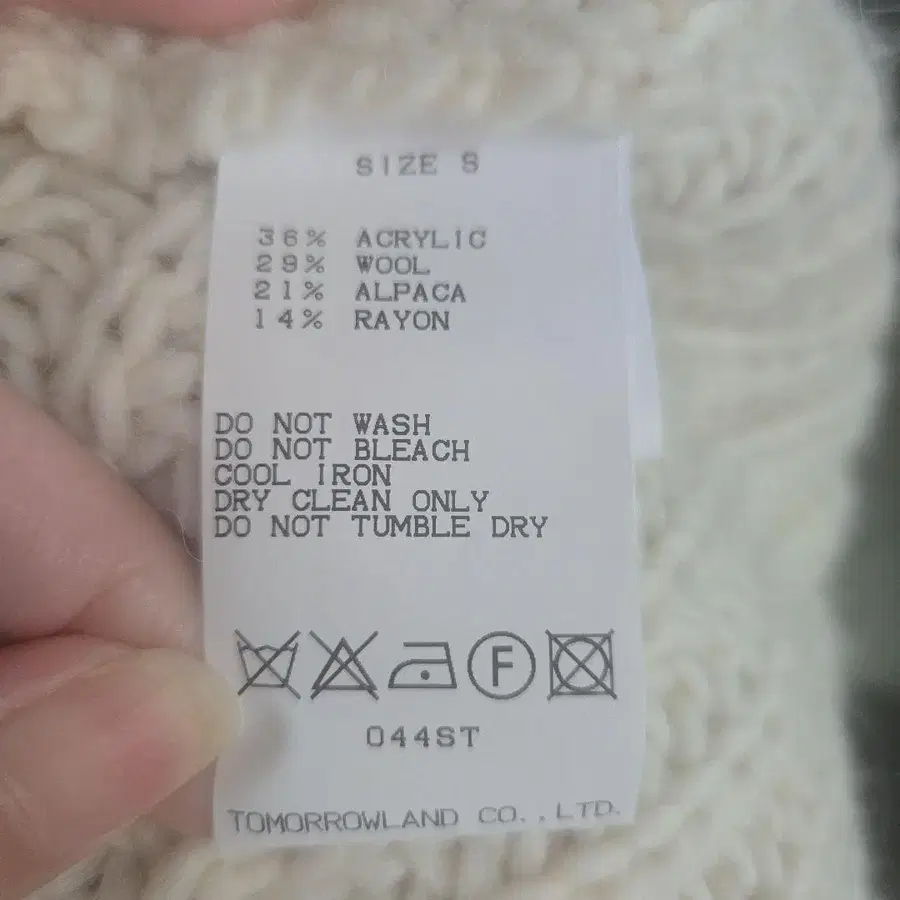 SIZE S
36% ACRYLIC
29% WOOL
21% ALPACA
14% RAYON
DO NOT WASH
DO NOT BLEACH
COOL IRON
DRY CLEAN ONLY
DO NOT TUMBLE DRY
F
044ST
TOMORROWLAND CO.,LTD.